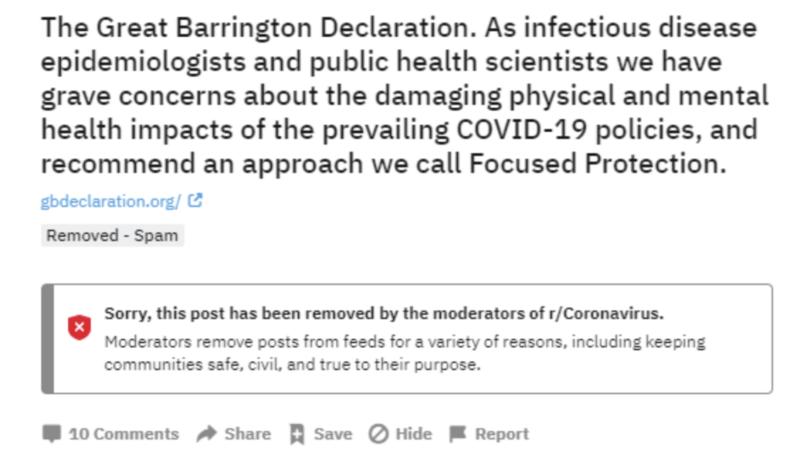 The Great Barrington Declaration. As infectious disease
epidemiologists and public health scientists we have
grave concerns about the damaging physical and mental
health impacts of the prevailing COVID-19 policies, and
recommend an approach we call Focused Protection.
gbdeclaration.org/
Removed - Spam
Sorry, this post has been removed by the moderators of r/Coronavirus.
Moderators remove posts from feeds for a variety of reasons, including keeping
communities safe, civil, and true to their purpose.
10 Comments Share Save Hide Report